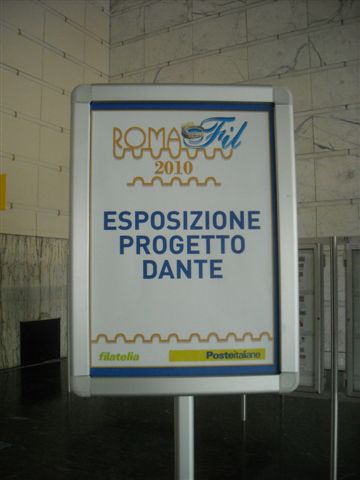 ROMA Fil
2010
ESPOSIZIONE
PROGETTO
DANTE
filatelia Posteitaliane